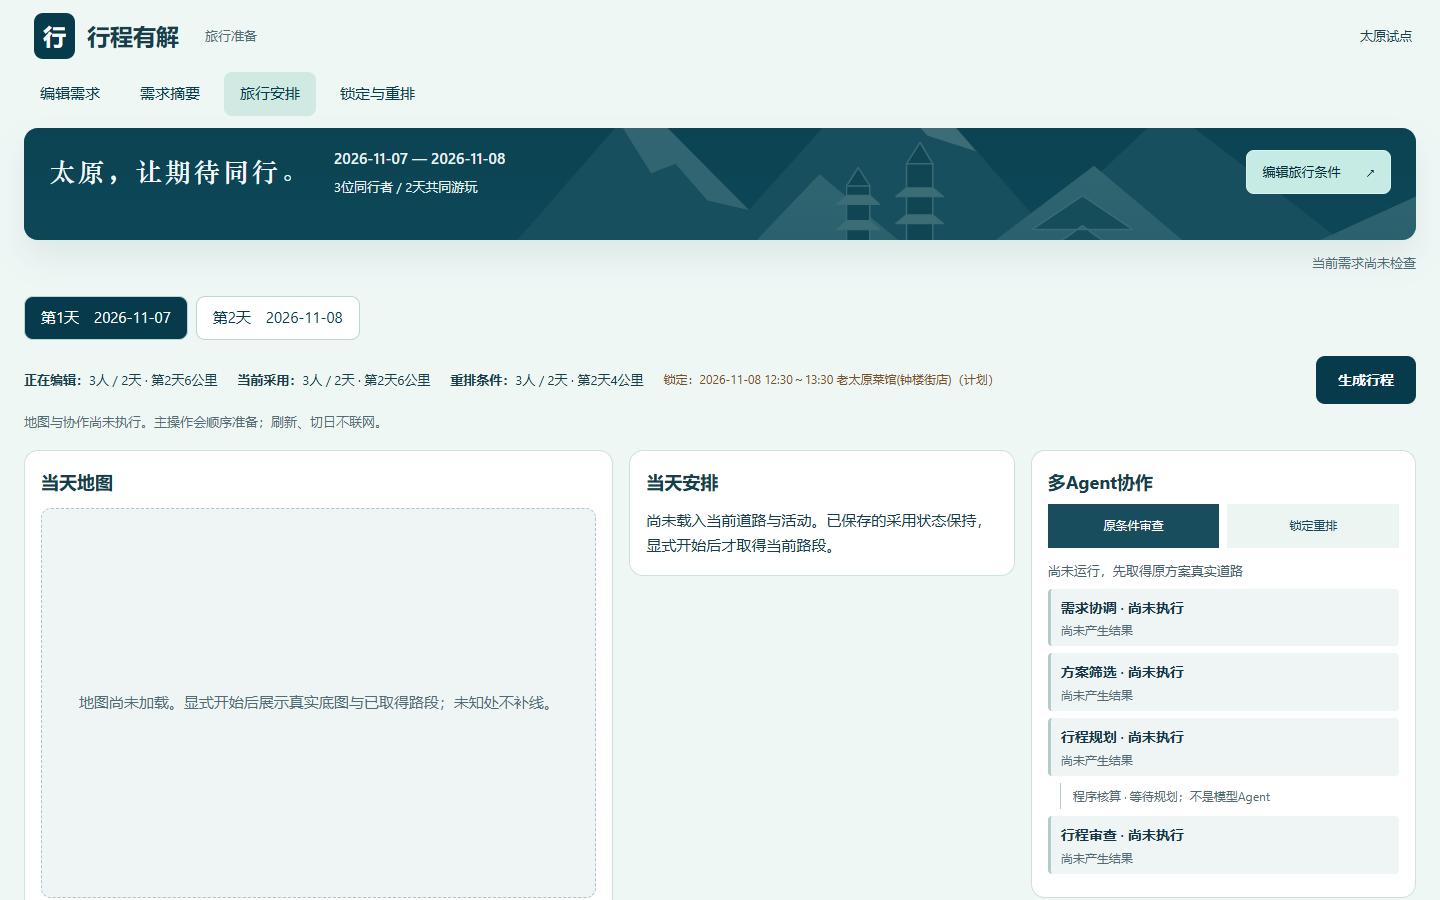 行 行程有解 旅行准备 太原试点
编辑需求 需求摘要 旅行安排 锁定与重排
太原，让期待同行。
2026-11-07 — 2026-11-08
3位同行者 / 2天共同游玩
编辑旅行条件 ↗
当前需求尚未检查
第1天 2026-11-07 第2天 2026-11-08
正在编辑：3人 / 2天 · 第2天6公里 当前采用：3人 / 2天 · 第2天6公里 重排条件：3人 / 2天 · 第2天4公里 锁定：2026-11-08 12:30 ~ 13:30 老太原菜馆(钟楼街店)（计划）
生成行程
地图与协作尚未执行。主操作会顺序准备；刷新、切日不联网。
当天地图
地图尚未加载。显式开始后展示真实底图与已取得路段；未知处不补线。
当天安排
尚未载入当前道路与活动。已保存的采用状态保持，
显式开始后才取得当前路段。
多Agent协作
原条件审查 锁定重排
尚未运行，先取得原方案真实道路
需求协调 · 尚未执行
尚未产生结果
方案筛选 · 尚未执行
尚未产生结果
行程规划 · 尚未执行
尚未产生结果
程序核算 · 等待规划；不是模型Agent
行程审查 · 尚未执行
尚未产生结果